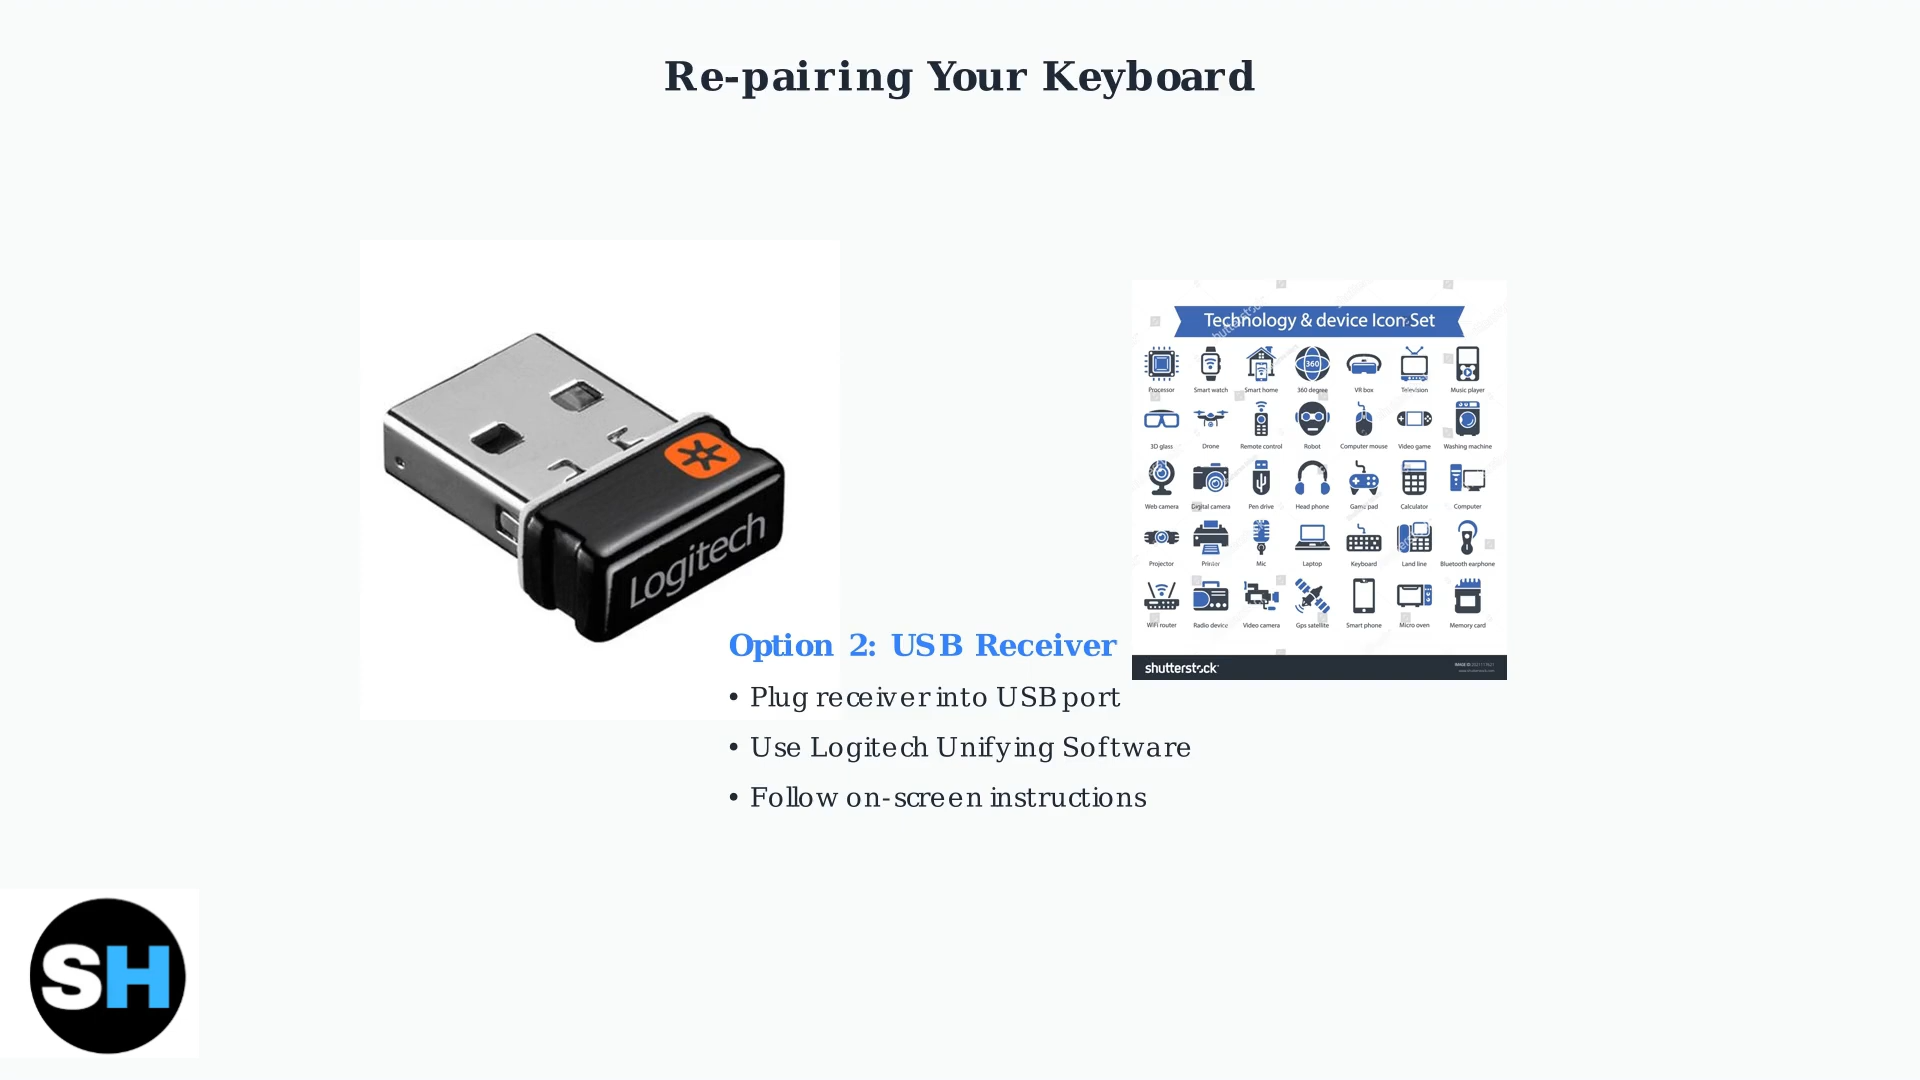 Re-pairing Your Keyboard
Logitech
Option 2: USB Receiver
• Plug receiver into USB port
• Use Logitech Unifying Software
• Follow on-screen instructions
Technology & device Icon Set
360
Processor Smart watch Smart home 360 degree VR box Television Music player
3D glass Drone Remote control Robot Computer mouse Video game Washing machine
Web camera Digital camera Pen drive Head phone Game pad Calculator Computer
Projector Printer Mic Laptop Keyboard Land line Bluetooth earphone
WiFi router Radio device Video camera Gps satellite Smart phone Micro oven Memory card
shutterstock
SH